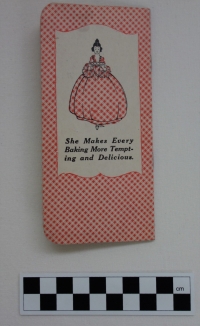 She Makes Every
Baking More Tempt-
ing and Delicious.
cm